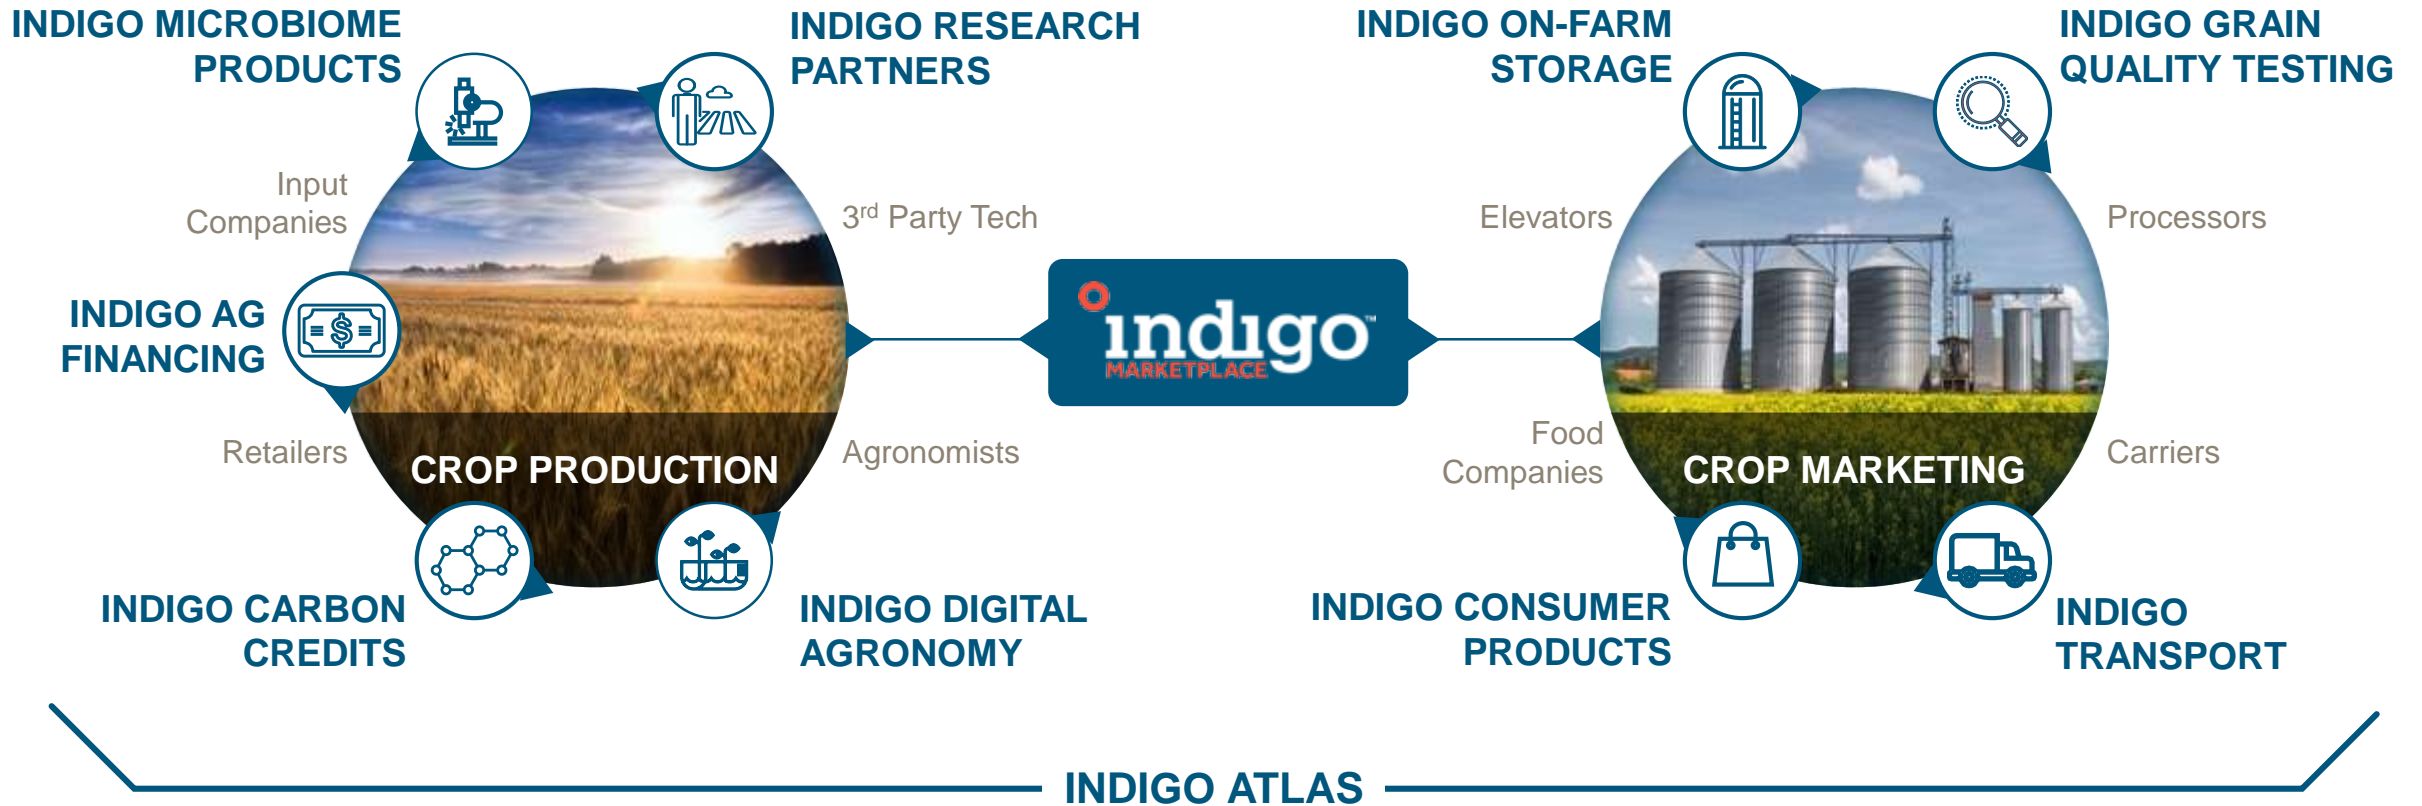 INDIGO MICROBIOME
PRODUCTS
INDIGO RESEARCH
PARTNERS
Input
Companies
3rd Party Tech
INDIGO AG
FINANCING
Retailers
Agronomists
CROP PRODUCTION
INDIGO CARBON
CREDITS
INDIGO DIGITAL
AGRONOMY
indigo™
MARKETPLACE
INDIGO ON-FARM
STORAGE
INDIGO GRAIN
QUALITY TESTING
Elevators
Processors
Food
Companies
Carriers
CROP MARKETING
INDIGO CONSUMER
PRODUCTS
INDIGO
TRANSPORT
INDIGO ATLAS